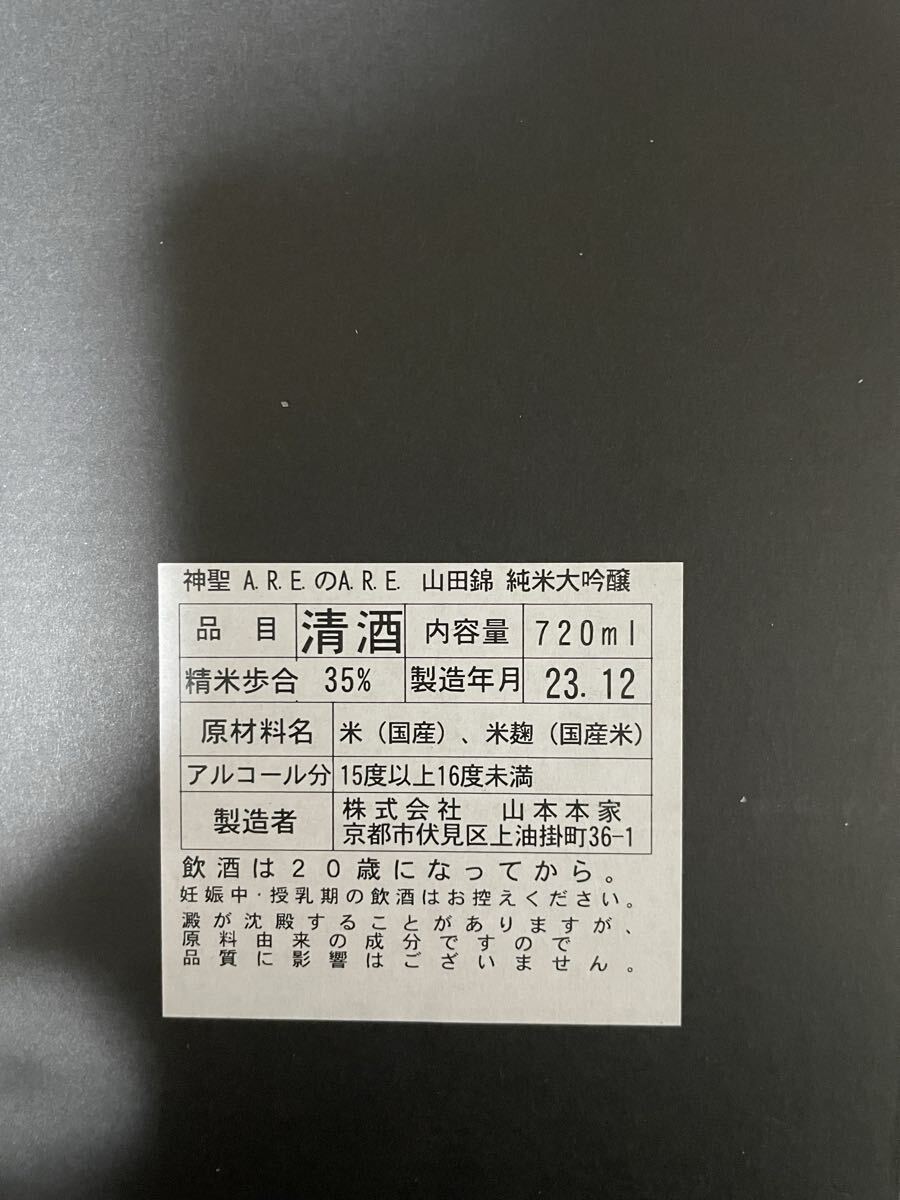 神聖 A.R.E.のA.R.E. 山田錦 純米大吟醸
品目 清酒 内容量 720ml
精米歩合 35% 製造年月 23.12
原材料名 米（国産）、米麹（国産米）
アルコール分 15度以上16度未満
製造者 株式会社 山本本家
京都市伏見区上油掛町36-1
飲酒は２０歳になってから。
妊娠中・授乳期の飲酒はお控えください。
澱が沈殿することがありますが、
原料由来の成分ですので
品質に影響はございません。